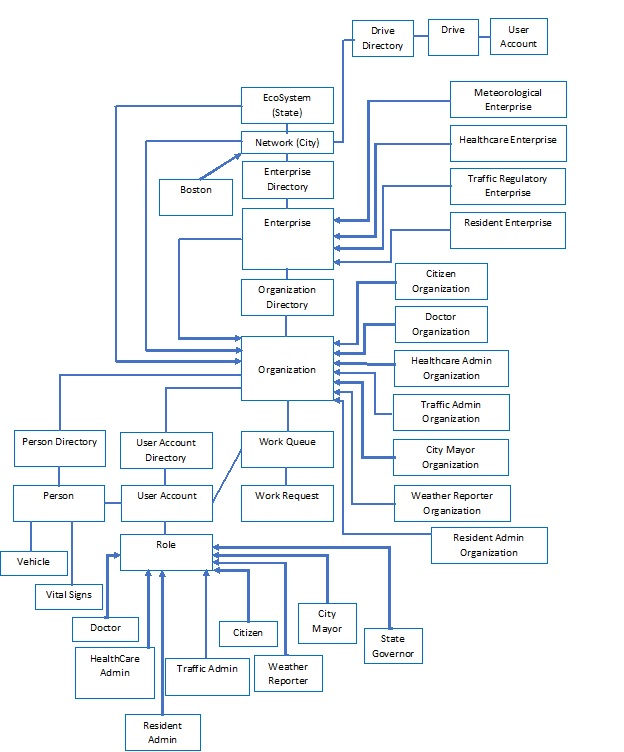 Drive
Directory
Drive
User
Account
EcoSystem
(State)
Meteorological
Enterprise
Network (City)
Healthcare Enterprise
Enterprise
Directory
Boston
Traffic Regulatory
Enterprise
Enterprise
Resident Enterprise
Organization
Directory
Citizen
Organization
Doctor
Organization
Organization
Healthcare Admin
Organization
Traffic Admin
Organization
Person Directory
User Account
Directory
Work Queue
City Mayor
Organization
Person
User Account
Work Request
Weather Reporter
Organization
Role
Resident Admin
Organization
Vehicle
Vital Signs
Doctor
Citizen
City
Mayor
State
Governor
HealthCare
Admin
Traffic Admin
Weather
Reporter
Resident
Admin